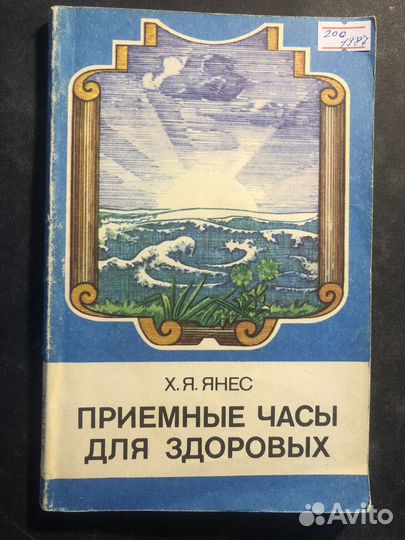 200
1987
Х.Я. ЯНЕС
ПРИЕМНЫЕ ЧАСЫ
ДЛЯ ЗДОРОВЫХ
Avito